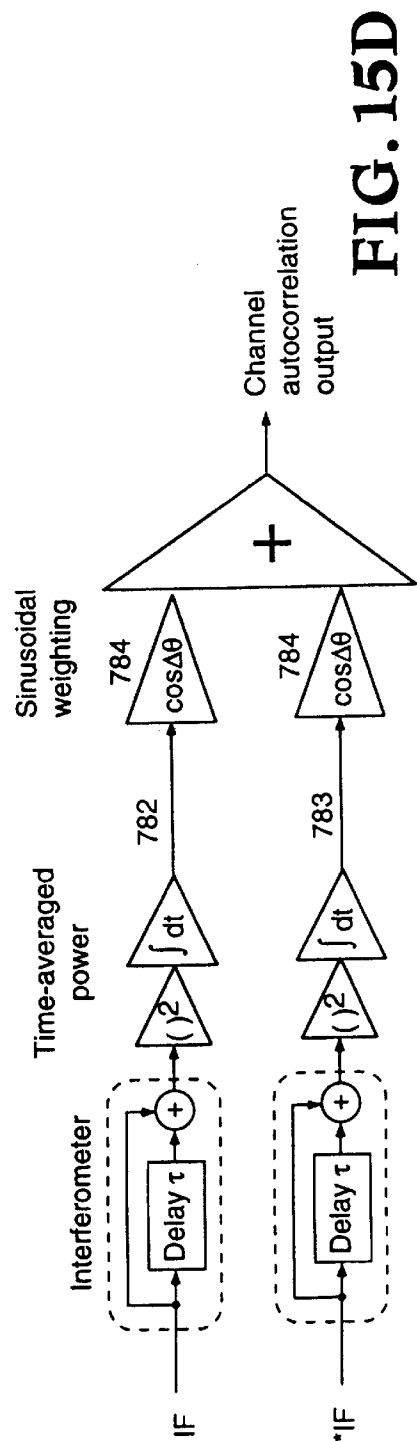 Interferometer
Time-averaged
power
Sinusoidal
weighting
IF
Delay τ
+
( )²
∫ dt
782
784
cosΔθ
+
Channel
autocorrelation
output
*IF
Delay τ
+
( )²
∫ dt
783
784
cosΔθ
FIG. 15D